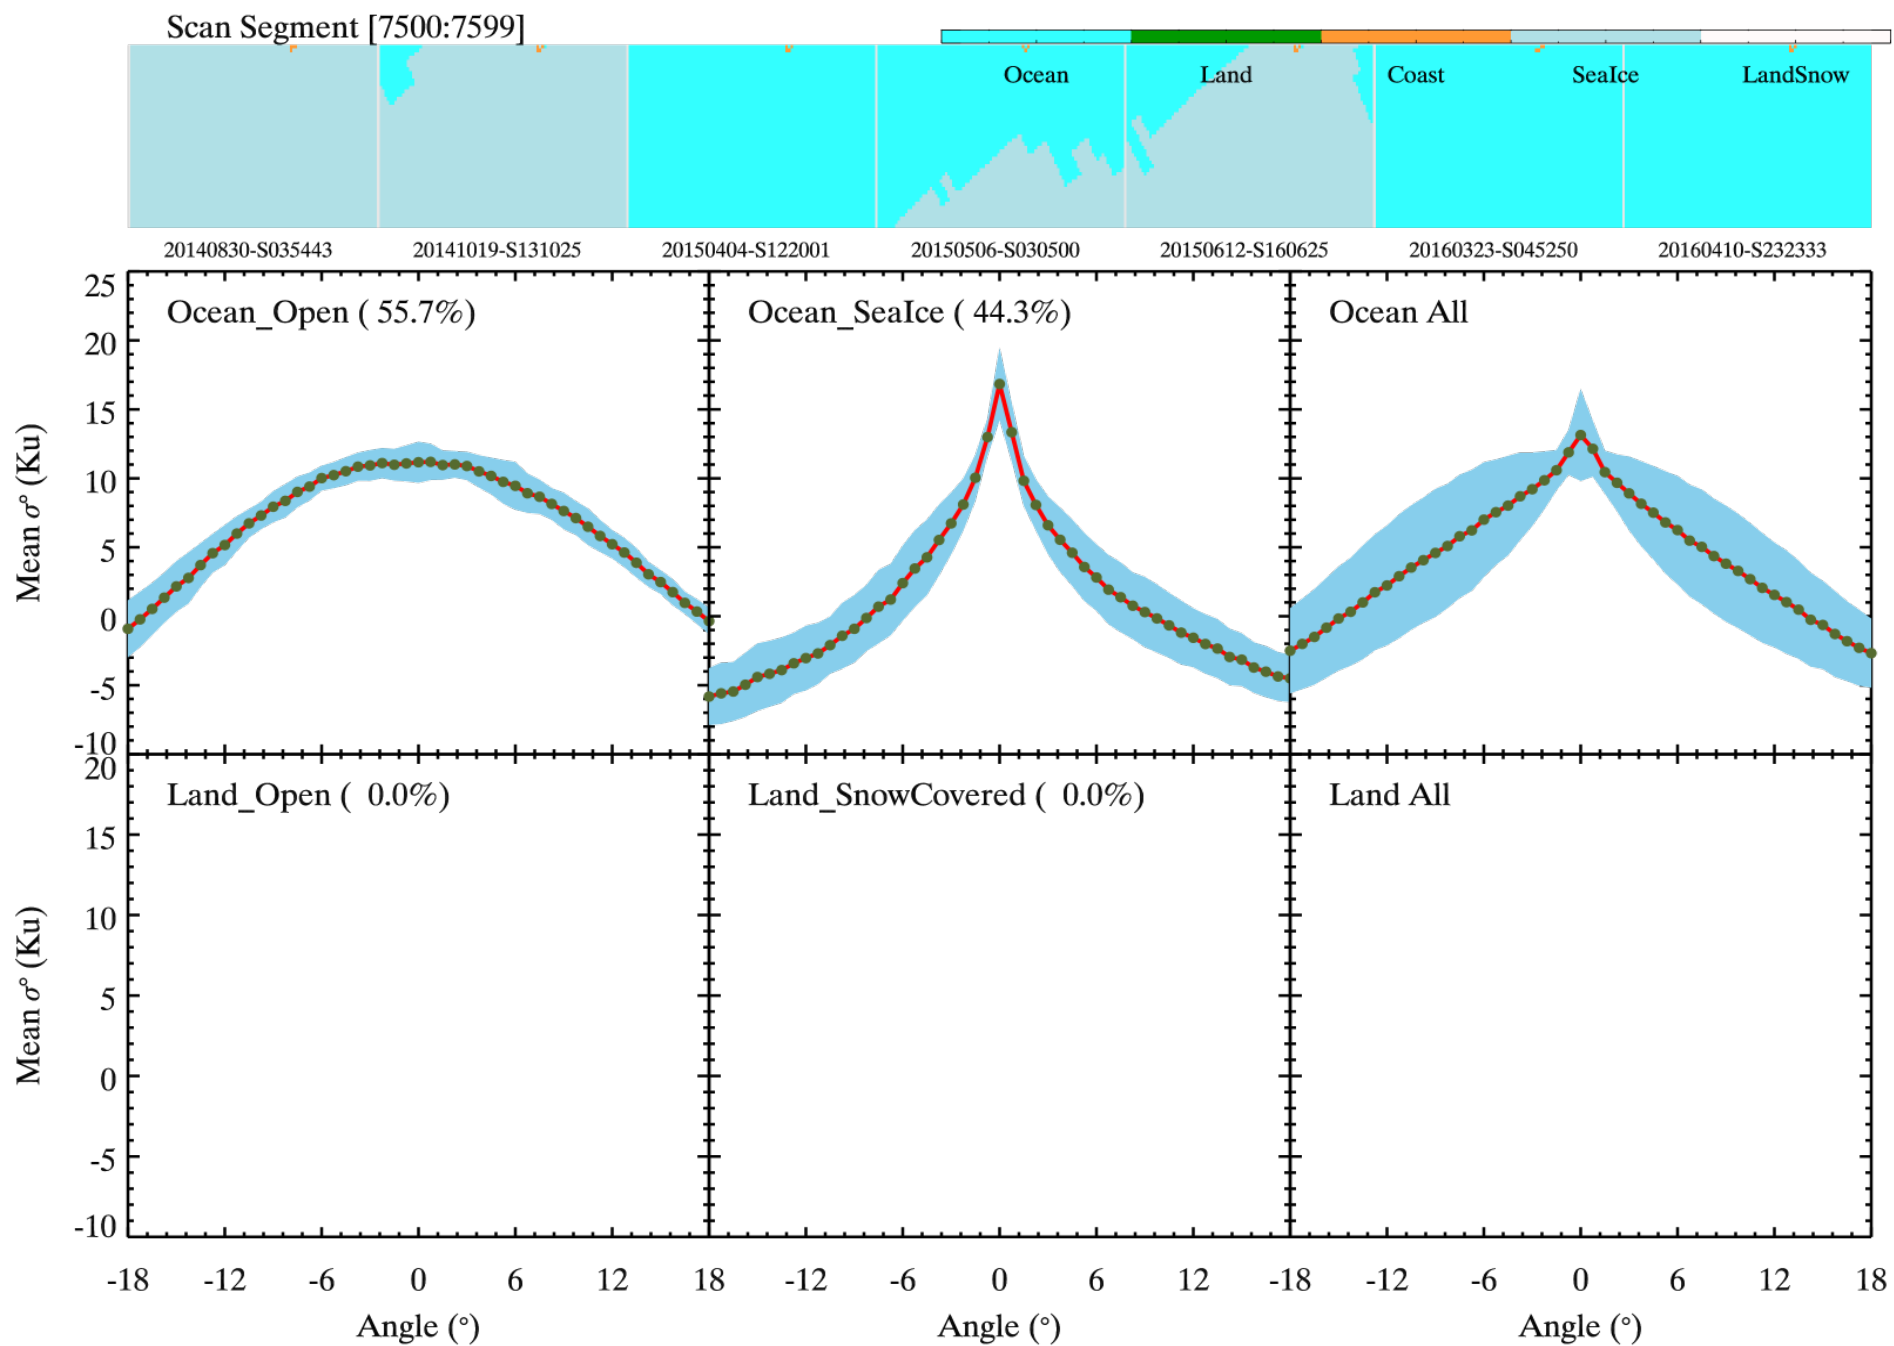 Scan Segment [7500:7599]
Ocean Land Coast SeaIce LandSnow
20140830-S035443 20141019-S131025 20150404-S122001 20150506-S030500 20150612-S160625 20160323-S045250 20160410-S232333
Ocean_Open ( 55.7%) Ocean_SeaIce ( 44.3%) Ocean All
25
20
15
10
5
0
-5
-10
Mean σ° (Ku)
Land_Open (  0.0%) Land_SnowCovered (  0.0%) Land All
20
15
10
5
0
-5
-10
Mean σ° (Ku)
-18 -12 -6 0 6 12 18 -12 -6 0 6 12 -18 -12 -6 0 6 12 18
Angle (°) Angle (°) Angle (°)